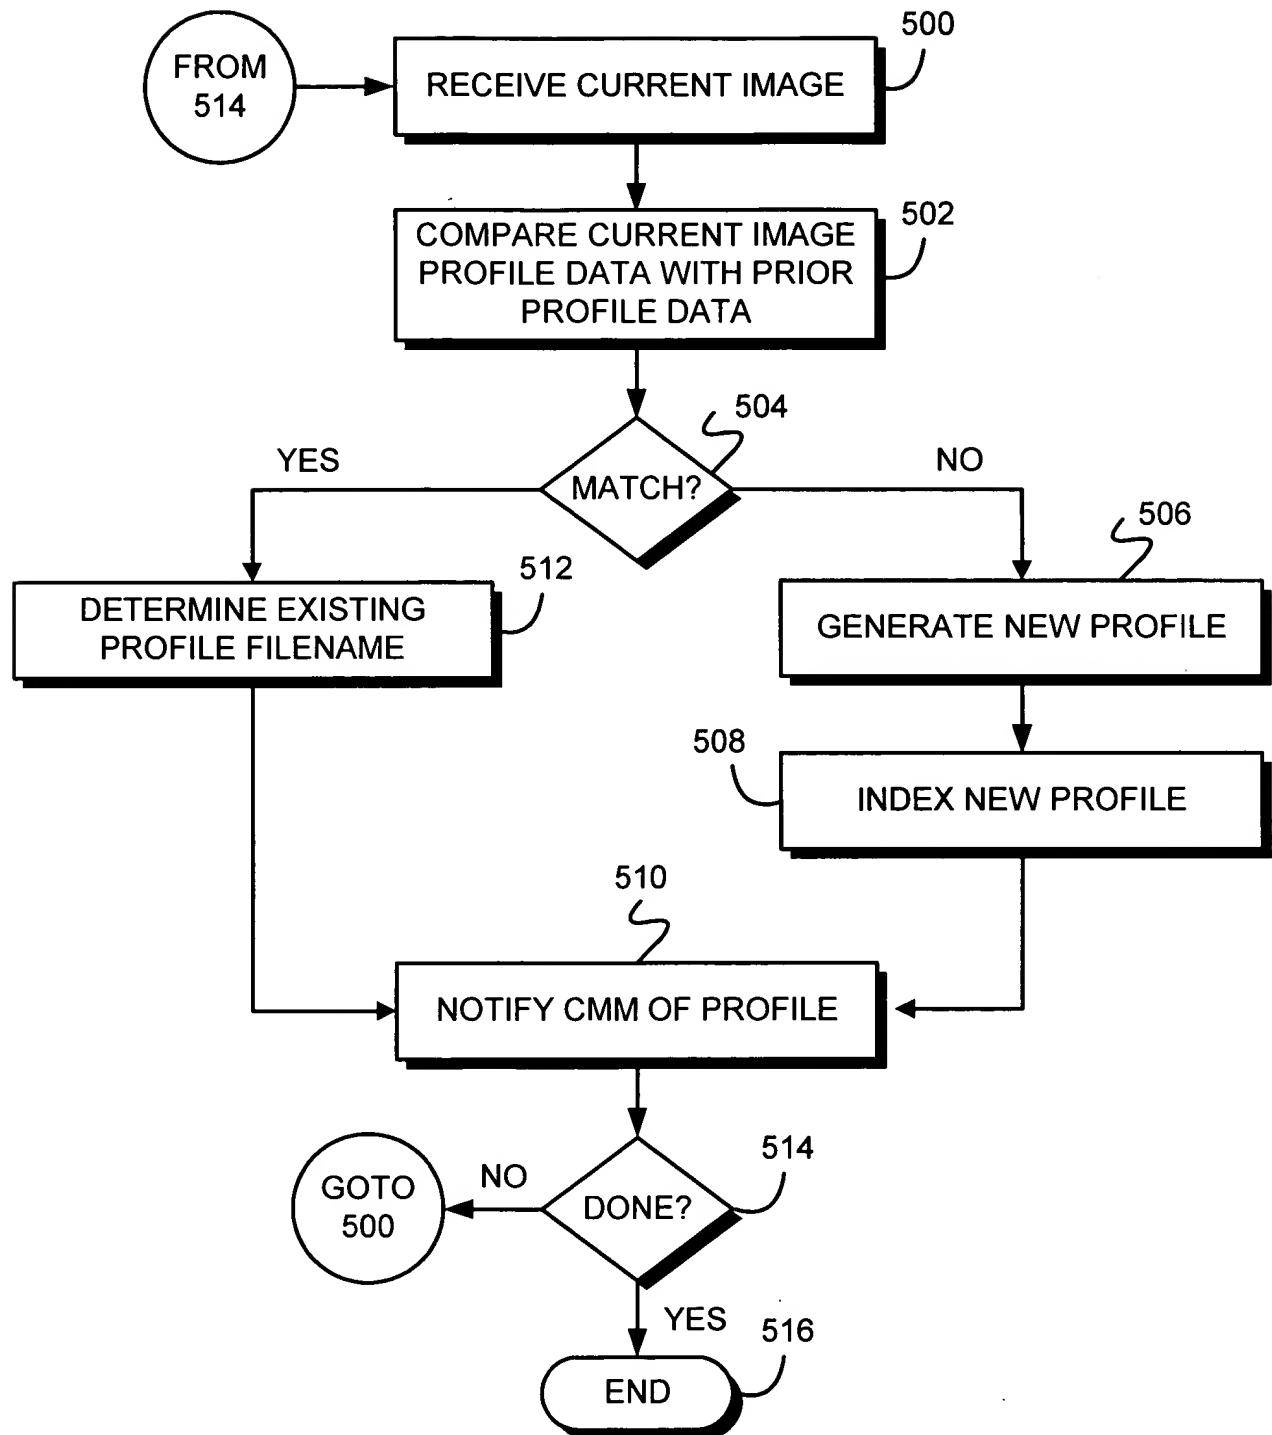 FROM
514
RECEIVE CURRENT IMAGE
500
COMPARE CURRENT IMAGE
PROFILE DATA WITH PRIOR
PROFILE DATA
502
504
YES
MATCH?
NO
506
512
DETERMINE EXISTING
PROFILE FILENAME
GENERATE NEW PROFILE
508
INDEX NEW PROFILE
510
NOTIFY CMM OF PROFILE
514
NO
GOTO
500
DONE?
YES
516
END